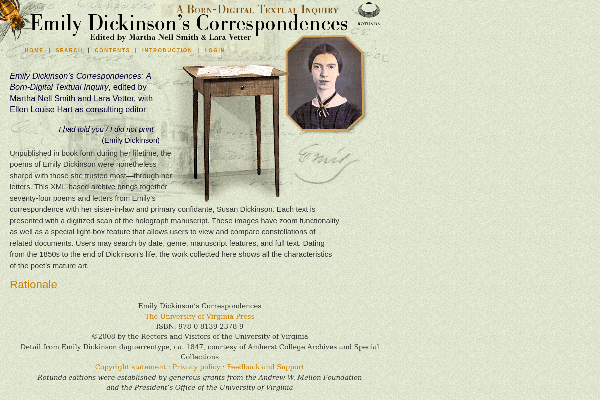 A Born-Digital Textual Inquiry
Emily Dickinson's Correspondences
ROTUNDA
Edited by Martha Nell Smith & Lara Vetter
HOME | SEARCH | CONTENTS | INTRODUCTION | LOGIN
Emily Dickinson's Correspondences: A
Born-Digital Textual Inquiry, edited by
Martha Nell Smith and Lara Vetter, with
Ellen Louise Hart as consulting editor
I had told you / I did not print
(Emily Dickinson)
Unpublished in book form during her lifetime, the
poems of Emily Dickinson were nonetheless
shared with those she trusted most—through her
letters. This XML-based archive brings together
seventy-four poems and letters from Emily's
correspondence with her sister-in-law and primary confidante, Susan Dickinson. Each text is
presented with a digitized scan of the holograph manuscript. These images have zoom functionality
as well as a special light-box feature that allows users to view and compare constellations of
related documents. Users may search by date, genre, manuscript features, and full text. Dating
from the 1850s to the end of Dickinson's life, the work collected here shows all the characteristics
of the poet's mature art.
Emily
Rationale
Emily Dickinson's Correspondences
The University of Virginia Press
ISBN: 978-0-8139-2378-9
©2008 by the Rectors and Visitors of the University of Virginia
Detail from Emily Dickinson daguerreotype, ca. 1847, courtesy of Amherst College Archives and Special
Collections
Copyright statement : Privacy policy : Feedback and Support
Rotunda editions were established by generous grants from the Andrew W. Mellon Foundation
and the President's Office of the University of Virginia